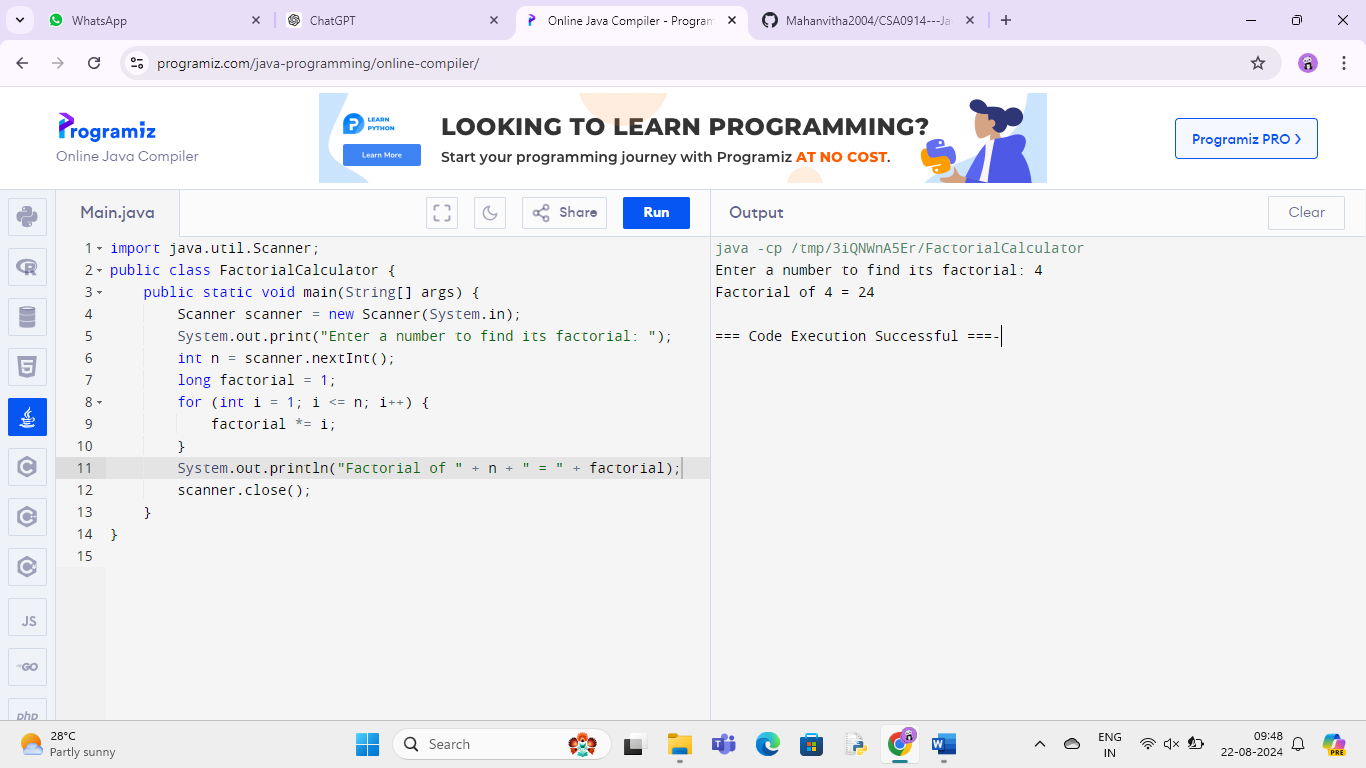 WhatsApp
ChatGPT
Online Java Compiler - Program
Mahanvitha2004/CSA0914---Ja
programiz.com/java-programming/online-compiler/
Programiz
Online Java Compiler
LEARN
PYTHON
Learn More
LOOKING TO LEARN PROGRAMMING?
Start your programming journey with Programiz AT NO COST.
Programiz PRO >
Main.java
Share
Run
Output
Clear
1 import java.util.Scanner;
2 public class FactorialCalculator {
3     public static void main(String[] args) {
4         Scanner scanner = new Scanner(System.in);
5         System.out.print("Enter a number to find its factorial: ");
6         int n = scanner.nextInt();
7         long factorial = 1;
8         for (int i = 1; i <= n; i++) {
9             factorial *= i;
10         }
11         System.out.println("Factorial of " + n + " = " + factorial);
12         scanner.close();
13     }
14 }
15
java -cp /tmp/3iQNWnA5Er/FactorialCalculator
Enter a number to find its factorial: 4
Factorial of 4 = 24
=== Code Execution Successful ===-
JS
GO
php
28°C
Partly sunny
Search
ENG
IN
09:48
22-08-2024
PRE